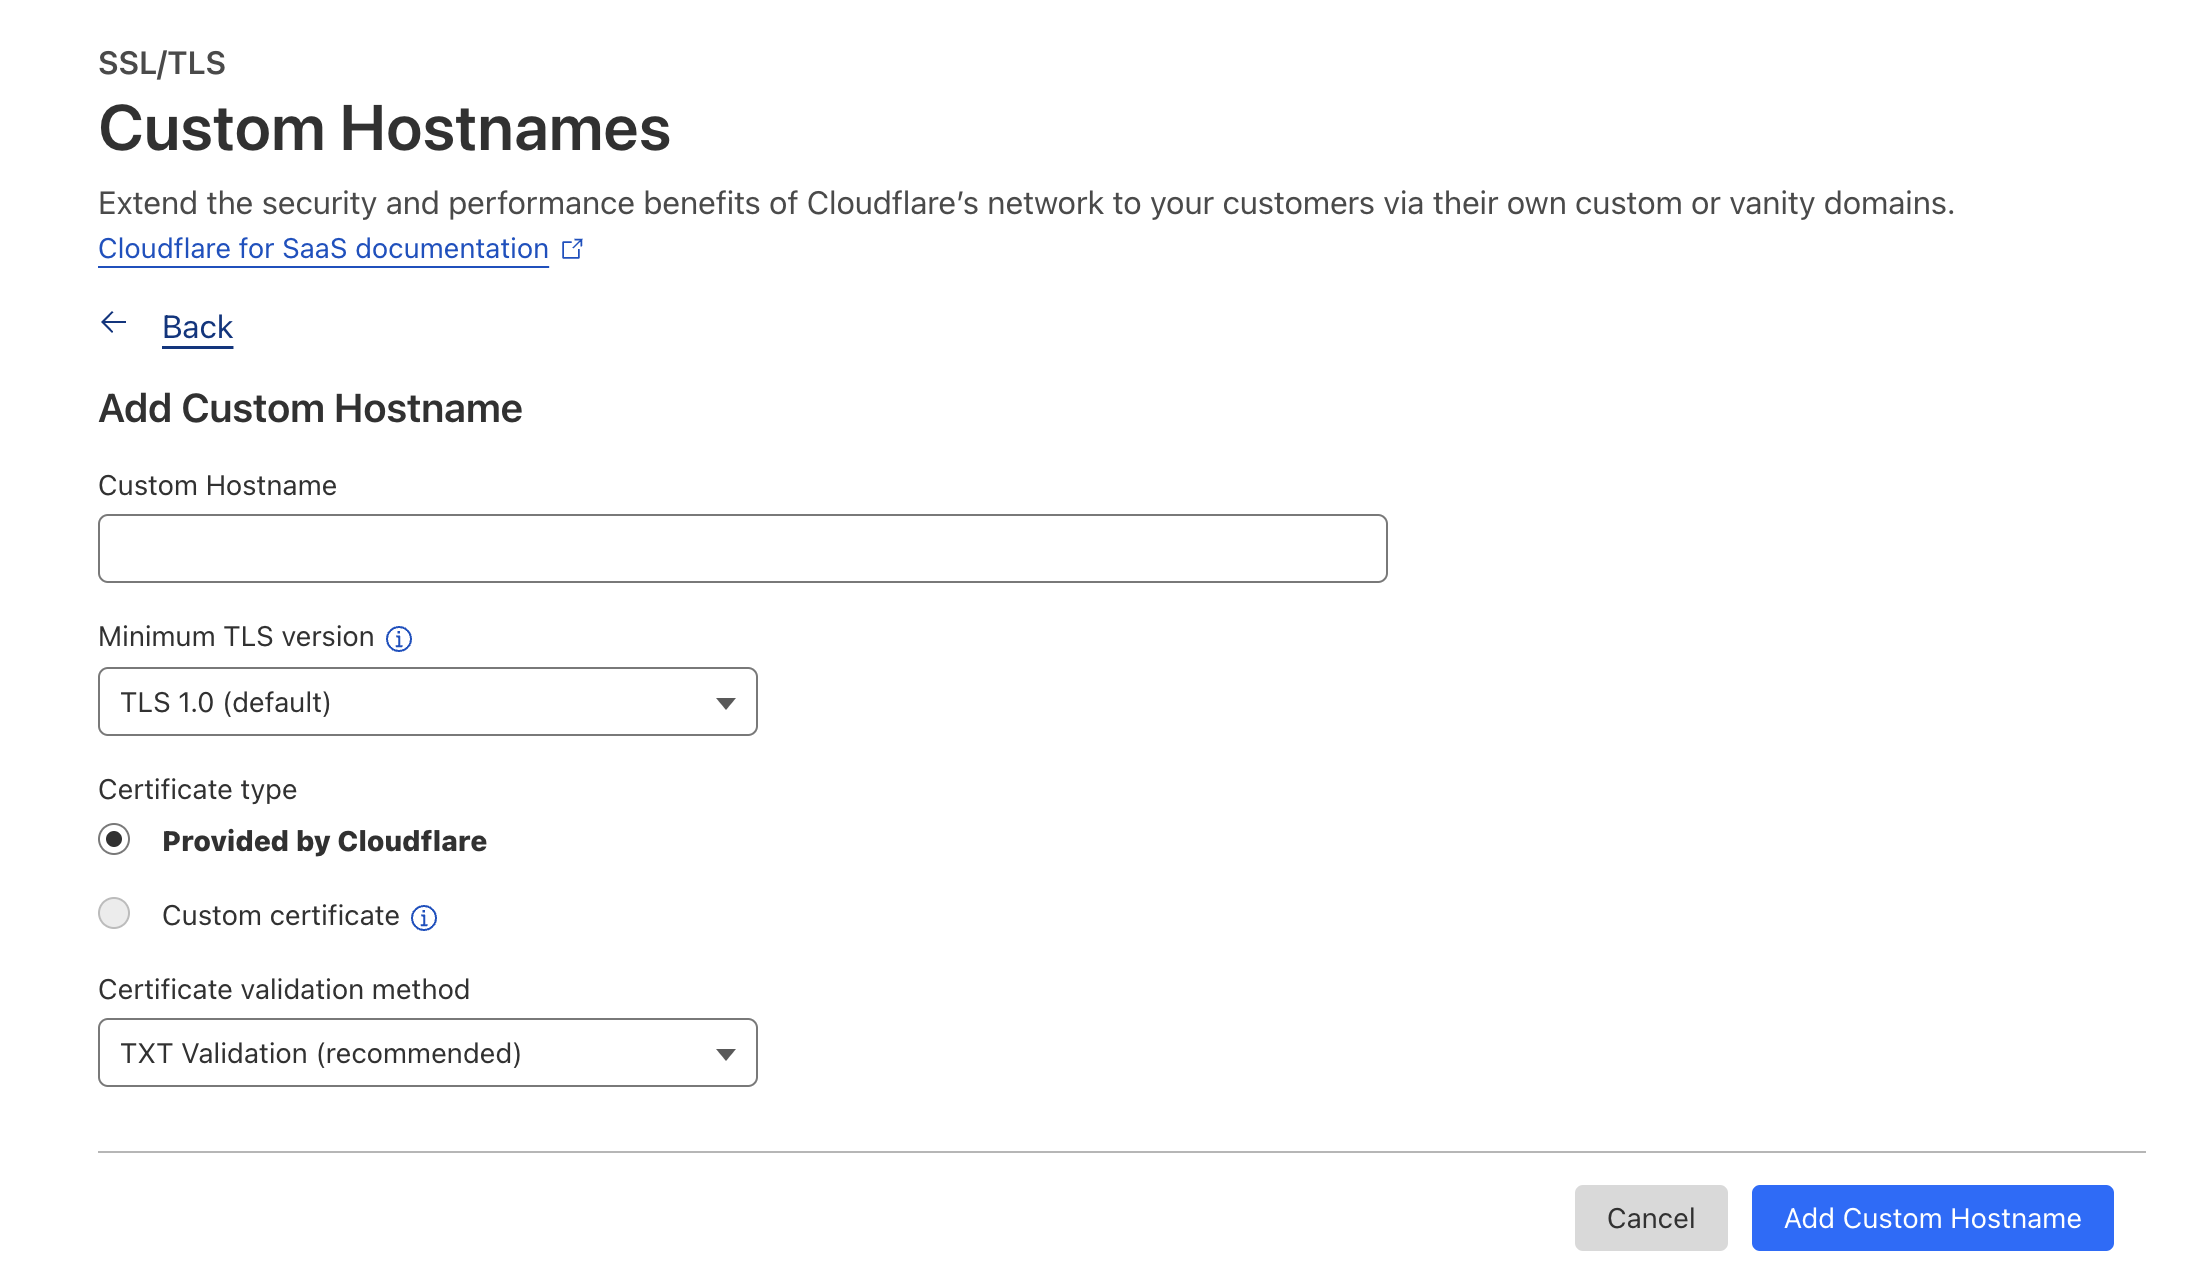 SSL/TLS
Custom Hostnames
Extend the security and performance benefits of Cloudflare’s network to your customers via their own custom or vanity domains.
Cloudflare for SaaS documentation
Back
Add Custom Hostname
Custom Hostname
Minimum TLS version
TLS 1.0 (default)
Certificate type
Provided by Cloudflare
Custom certificate
Certificate validation method
TXT Validation (recommended)
Cancel
Add Custom Hostname